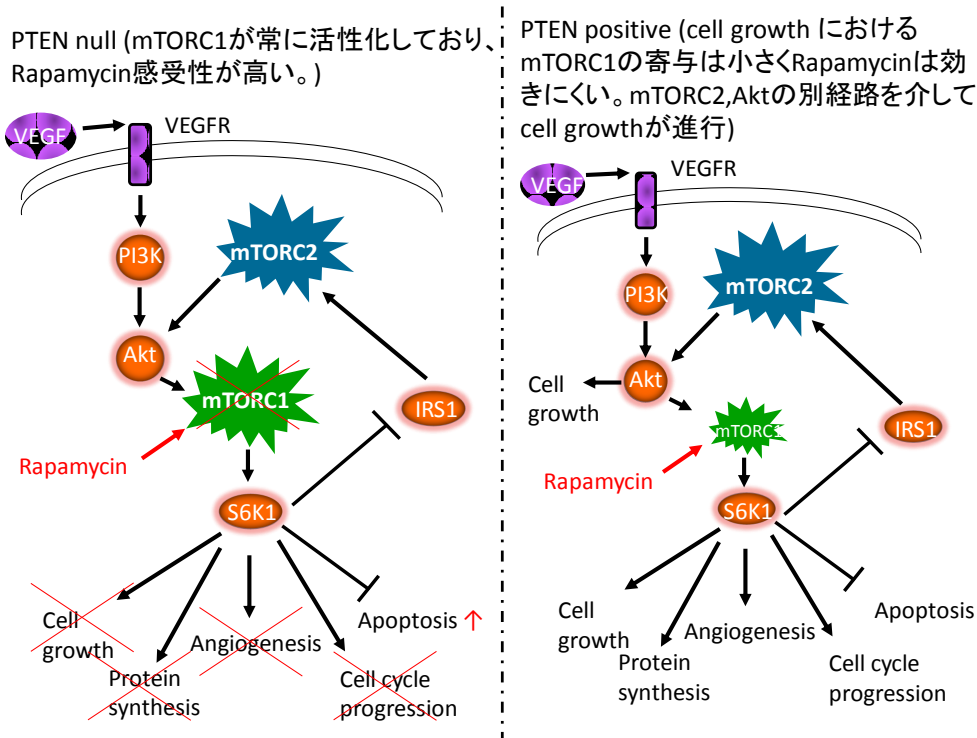 PTEN null (mTORC1が常に活性化しており、
Rapamycin感受性が高い。)
VEGF
VEGFR
PI3K
mTORC2
Akt
mTORC1
IRS1
Rapamycin
S6K1
Cell
growth
Protein
synthesis
Angiogenesis
Apoptosis ↑
Cell cycle
progression
PTEN positive (cell growth における
mTORC1の寄与は小さくRapamycinは効
きにくい。mTORC2,Aktの別経路を介して
cell growthが進行)
VEGF
VEGFR
PI3K
mTORC2
Akt
Cell
growth
mTORC1
IRS1
Rapamycin
S6K1
Cell
growth
Protein
synthesis
Angiogenesis
Apoptosis
Cell cycle
progression